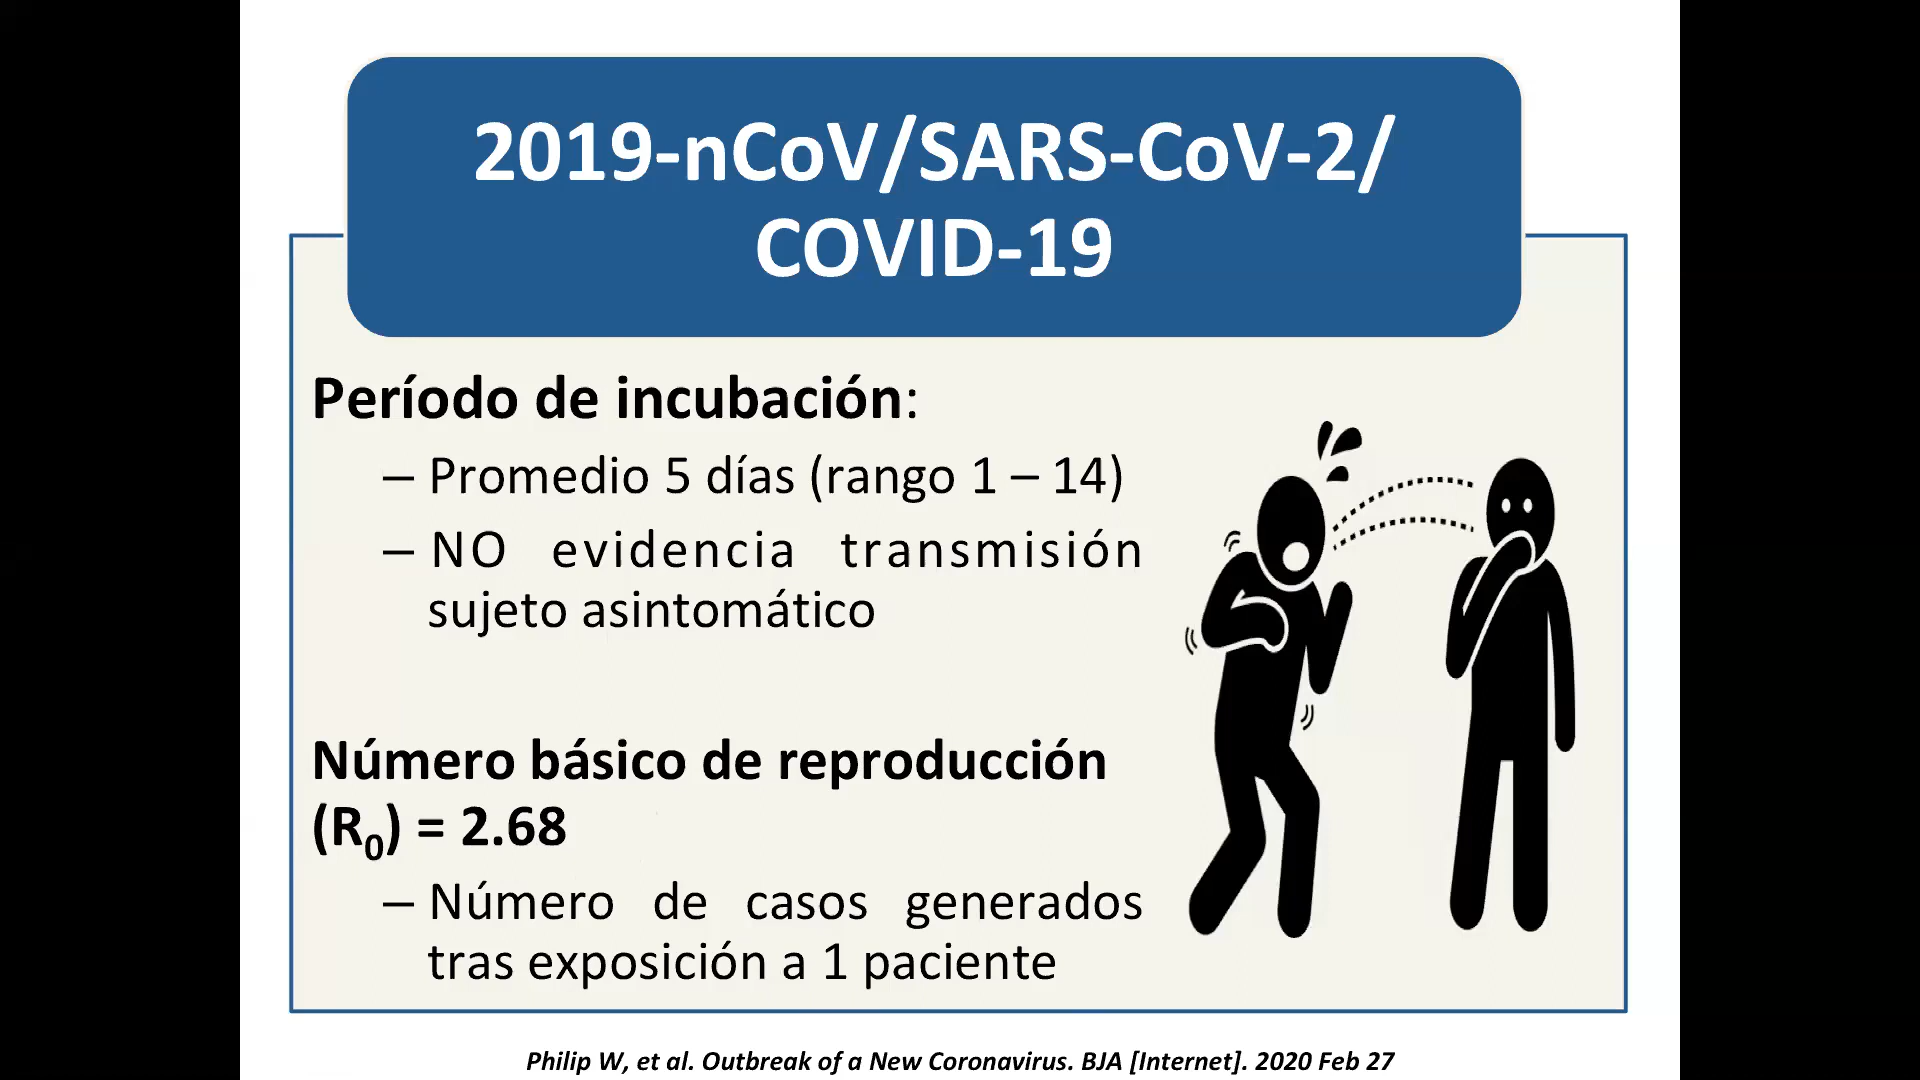 2019-nCoV/SARS-CoV-2/
COVID-19
Período de incubación:
– Promedio 5 días (rango 1 – 14)
– NO evidencia transmisión
sujeto asintomático
Número básico de reproducción
(R₀) = 2.68
– Número de casos generados
tras exposición a 1 paciente
Philip W, et al. Outbreak of a New Coronavirus. BJA [Internet]. 2020 Feb 27